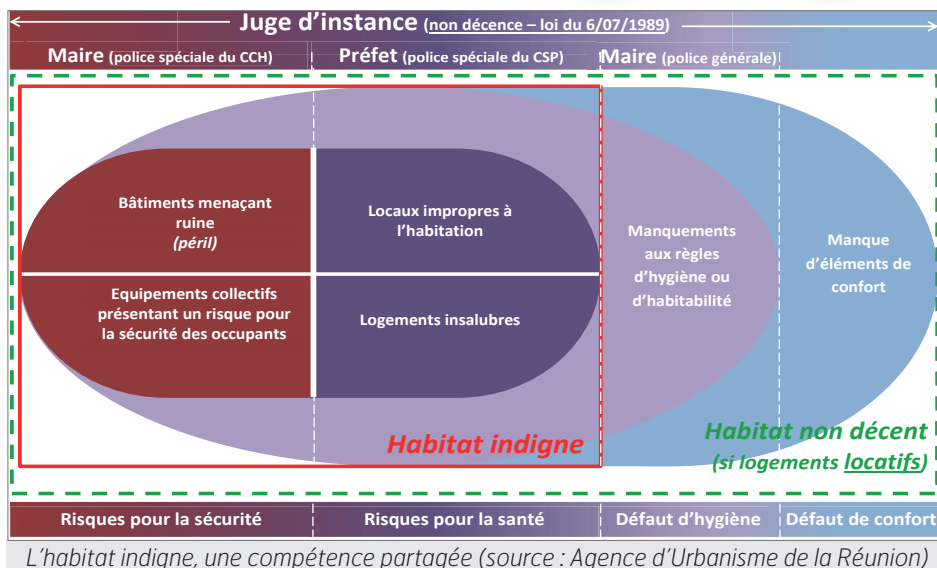 Juge d'instance (non décence – loi du 6/07/1989)
Maire (police spéciale du CCH)
Préfet (police spéciale du CSP)
Maire (police générale)
Bâtiments menaçant
ruine
(péril)
Locaux impropres à
l'habitation
Equipements collectifs
présentant un risque pour
la sécurité des occupants
Logements insalubres
Manquements
aux règles
d'hygiène ou
d'habitabilité
Manque
d'éléments de
confort
Habitat indigne
Habitat non décent
(si logements locatifs)
Risques pour la sécurité
Risques pour la santé
Défaut d'hygiène
Défaut de confort
L'habitat indigne, une compétence partagée (source : Agence d'Urbanisme de la Réunion)